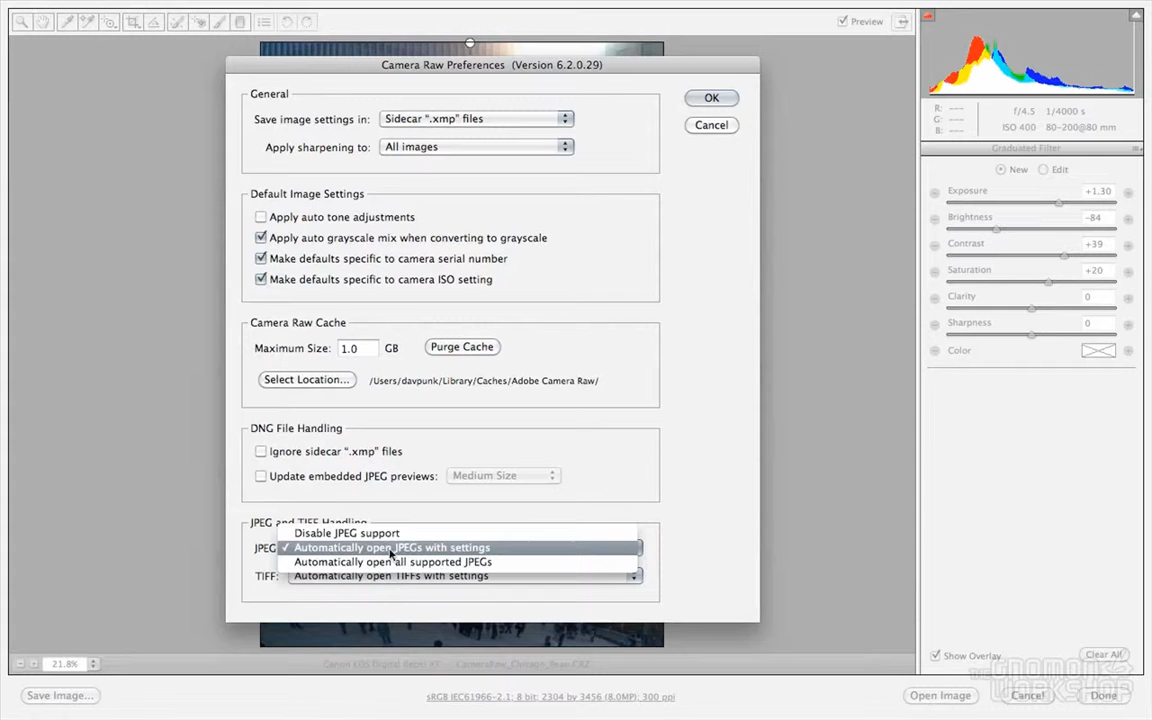 Preview
Camera Raw Preferences (Version 6.2.0.29)
General
Save image settings in: Sidecar “.xmp” files
Apply sharpening to: All images
OK
Cancel
Default Image Settings
Apply auto tone adjustments
Apply auto grayscale mix when converting to grayscale
Make defaults specific to camera serial number
Make defaults specific to camera ISO setting
Camera Raw Cache
Maximum Size: 1.0 GB
Purge Cache
Select Location...
/Users/davpunk/Library/Caches/Adobe Camera Raw/
DNG File Handling
Ignore sidecar “.xmp” files
Update embedded JPEG previews: Medium Size
JPEG and TIFF Handling
Disable JPEG support
JPEG ✓ Automatically open JPEGs with settings
Automatically open all supported JPEGs
TIFF: Automatically open TIFFs with settings
R: ---
G: ---
B: ---
f/4.5 1/4000 s
ISO 400 80-200@80 mm
Graduated Filter
New Edit
Exposure +1.30
Brightness -84
Contrast +39
Saturation +20
Clarity 0
Sharpness 0
Color
Show Overlay
Clear All
21.8%
THE GNOMON WORKSHOP
Save Image...
sRGB IEC61966-2.1; 8 bit; 2304 by 3456 (8.0MP); 300 ppi
Open Image
Cancel
Done